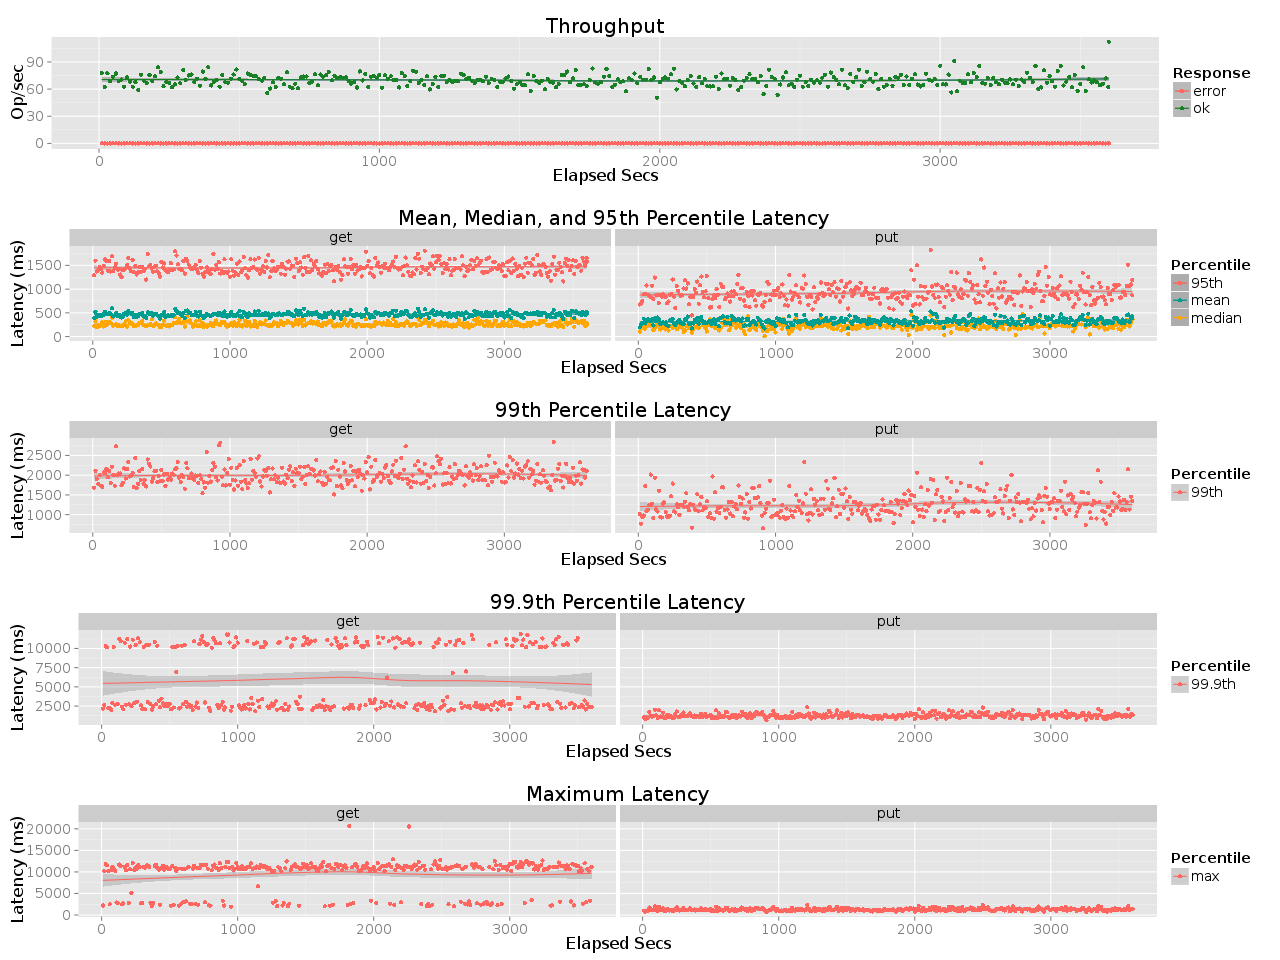 Throughput
Op/sec
90
60
30
0
0 1000 2000 3000
Elapsed Secs
Response
error
ok
Mean, Median, and 95th Percentile Latency
get put
Latency (ms)
1500
1000
500
0
0 1000 2000 3000 0 1000 2000 3000
Elapsed Secs
Percentile
95th
mean
median
99th Percentile Latency
get put
Latency (ms)
2500
2000
1500
1000
0 1000 2000 3000 0 1000 2000 3000
Elapsed Secs
Percentile
99th
99.9th Percentile Latency
get put
Latency (ms)
10000
7500
5000
2500
0 1000 2000 3000 0 1000 2000 3000
Elapsed Secs
Percentile
99.9th
Maximum Latency
get put
Latency (ms)
20000
15000
10000
5000
0
0 1000 2000 3000 0 1000 2000 3000
Elapsed Secs
Percentile
max